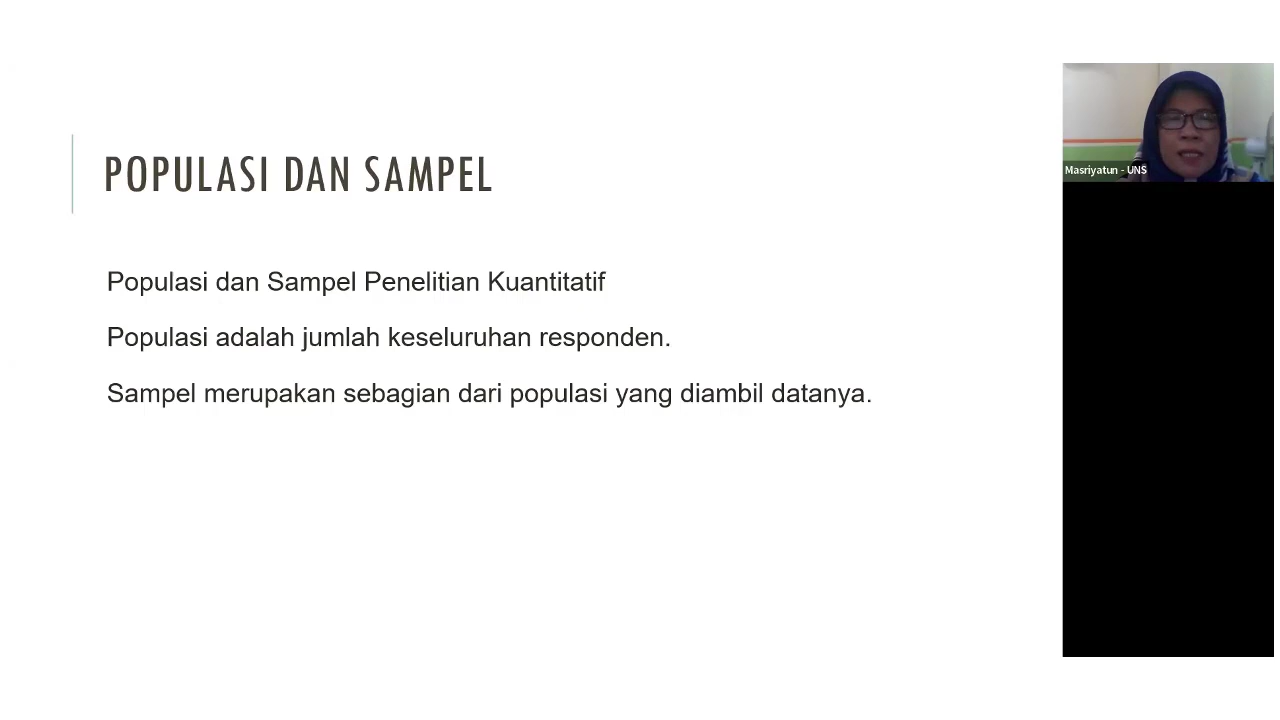 POPULASI DAN SAMPEL
Populasi dan Sampel Penelitian Kuantitatif
Populasi adalah jumlah keseluruhan responden.
Sampel merupakan sebagian dari populasi yang diambil datanya.
Masriyatun - UNS